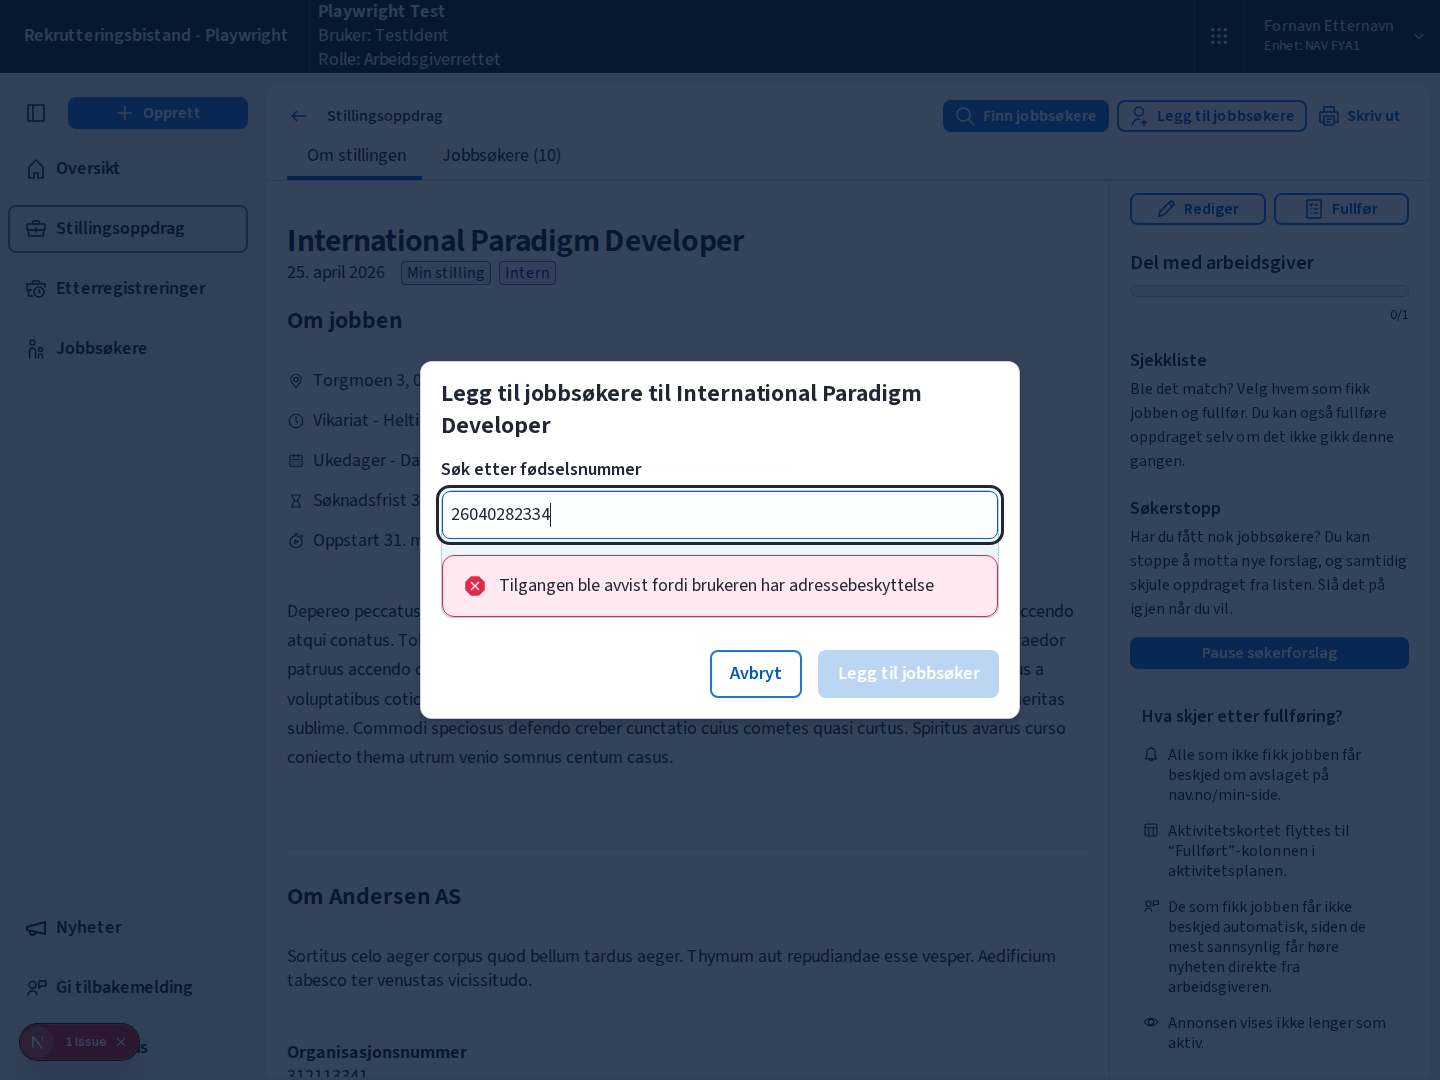 Rekrutteringsbistand - Playwright
Playwright Test
Bruker: TestIdent
Rolle: Arbeidsgiverrettet
Fornavn Etternavn
Enhet: NAV FYA1
Opprett
Oversikt
Stillingsoppdrag
Etterregistreringer
Jobbsøkere
Nyheter
Gi tilbakemelding
1 Issue
Stillingsoppdrag
Finn jobbsøkere
Legg til jobbsøkere
Skriv ut
Om stillingen
Jobbsøkere (10)
International Paradigm Developer
25. april 2026
Min stilling
Intern
Om jobben
Torgmoen 3, 0
Vikariat - Helti
Ukedager - Da
Søknadsfrist 3
Oppstart 31. m
Depereo peccatus
ccendo
atqui conatus. Tol
raedor
patruus accendo c
us a
voluptatibus cotic
eritas
sublime. Commodi speciosus defendo creber cunctatio cuius cometes quasi curtus. Spiritus avarus curso
coniecto thema utrum venio somnus centum casus.
Om Andersen AS
Sortitus celo aeger corpus quod bellum tardus aeger. Thymum aut repudiandae esse vesper. Aedificium
tabesco ter venustas vicissitudo.
Organisasjonsnummer
312113341
Legg til jobbsøkere til International Paradigm
Developer
Søk etter fødselsnummer
26040282334
Tilgangen ble avvist fordi brukeren har adressebeskyttelse
Avbryt
Legg til jobbsøker
Rediger
Fullfør
Del med arbeidsgiver
0/1
Sjekkliste
Ble det match? Velg hvem som fikk
jobben og fullfør. Du kan også fullføre
oppdraget selv om det ikke gikk denne
gangen.
Søkerstopp
Har du fått nok jobbsøkere? Du kan
stoppe å motta nye forslag, og samtidig
skjule oppdraget fra listen. Slå det på
igjen når du vil.
Pause søkerforslag
Hva skjer etter fullføring?
Alle som ikke fikk jobben får
beskjed om avslaget på
nav.no/min-side.
Aktivitetskortet flyttes til
“Fullført”-kolonnen i
aktivitetsplanen.
De som fikk jobben får ikke
beskjed automatisk, siden de
mest sannsynlig får høre
nyheten direkte fra
arbeidsgiveren.
Annonsen vises ikke lenger som
aktiv.